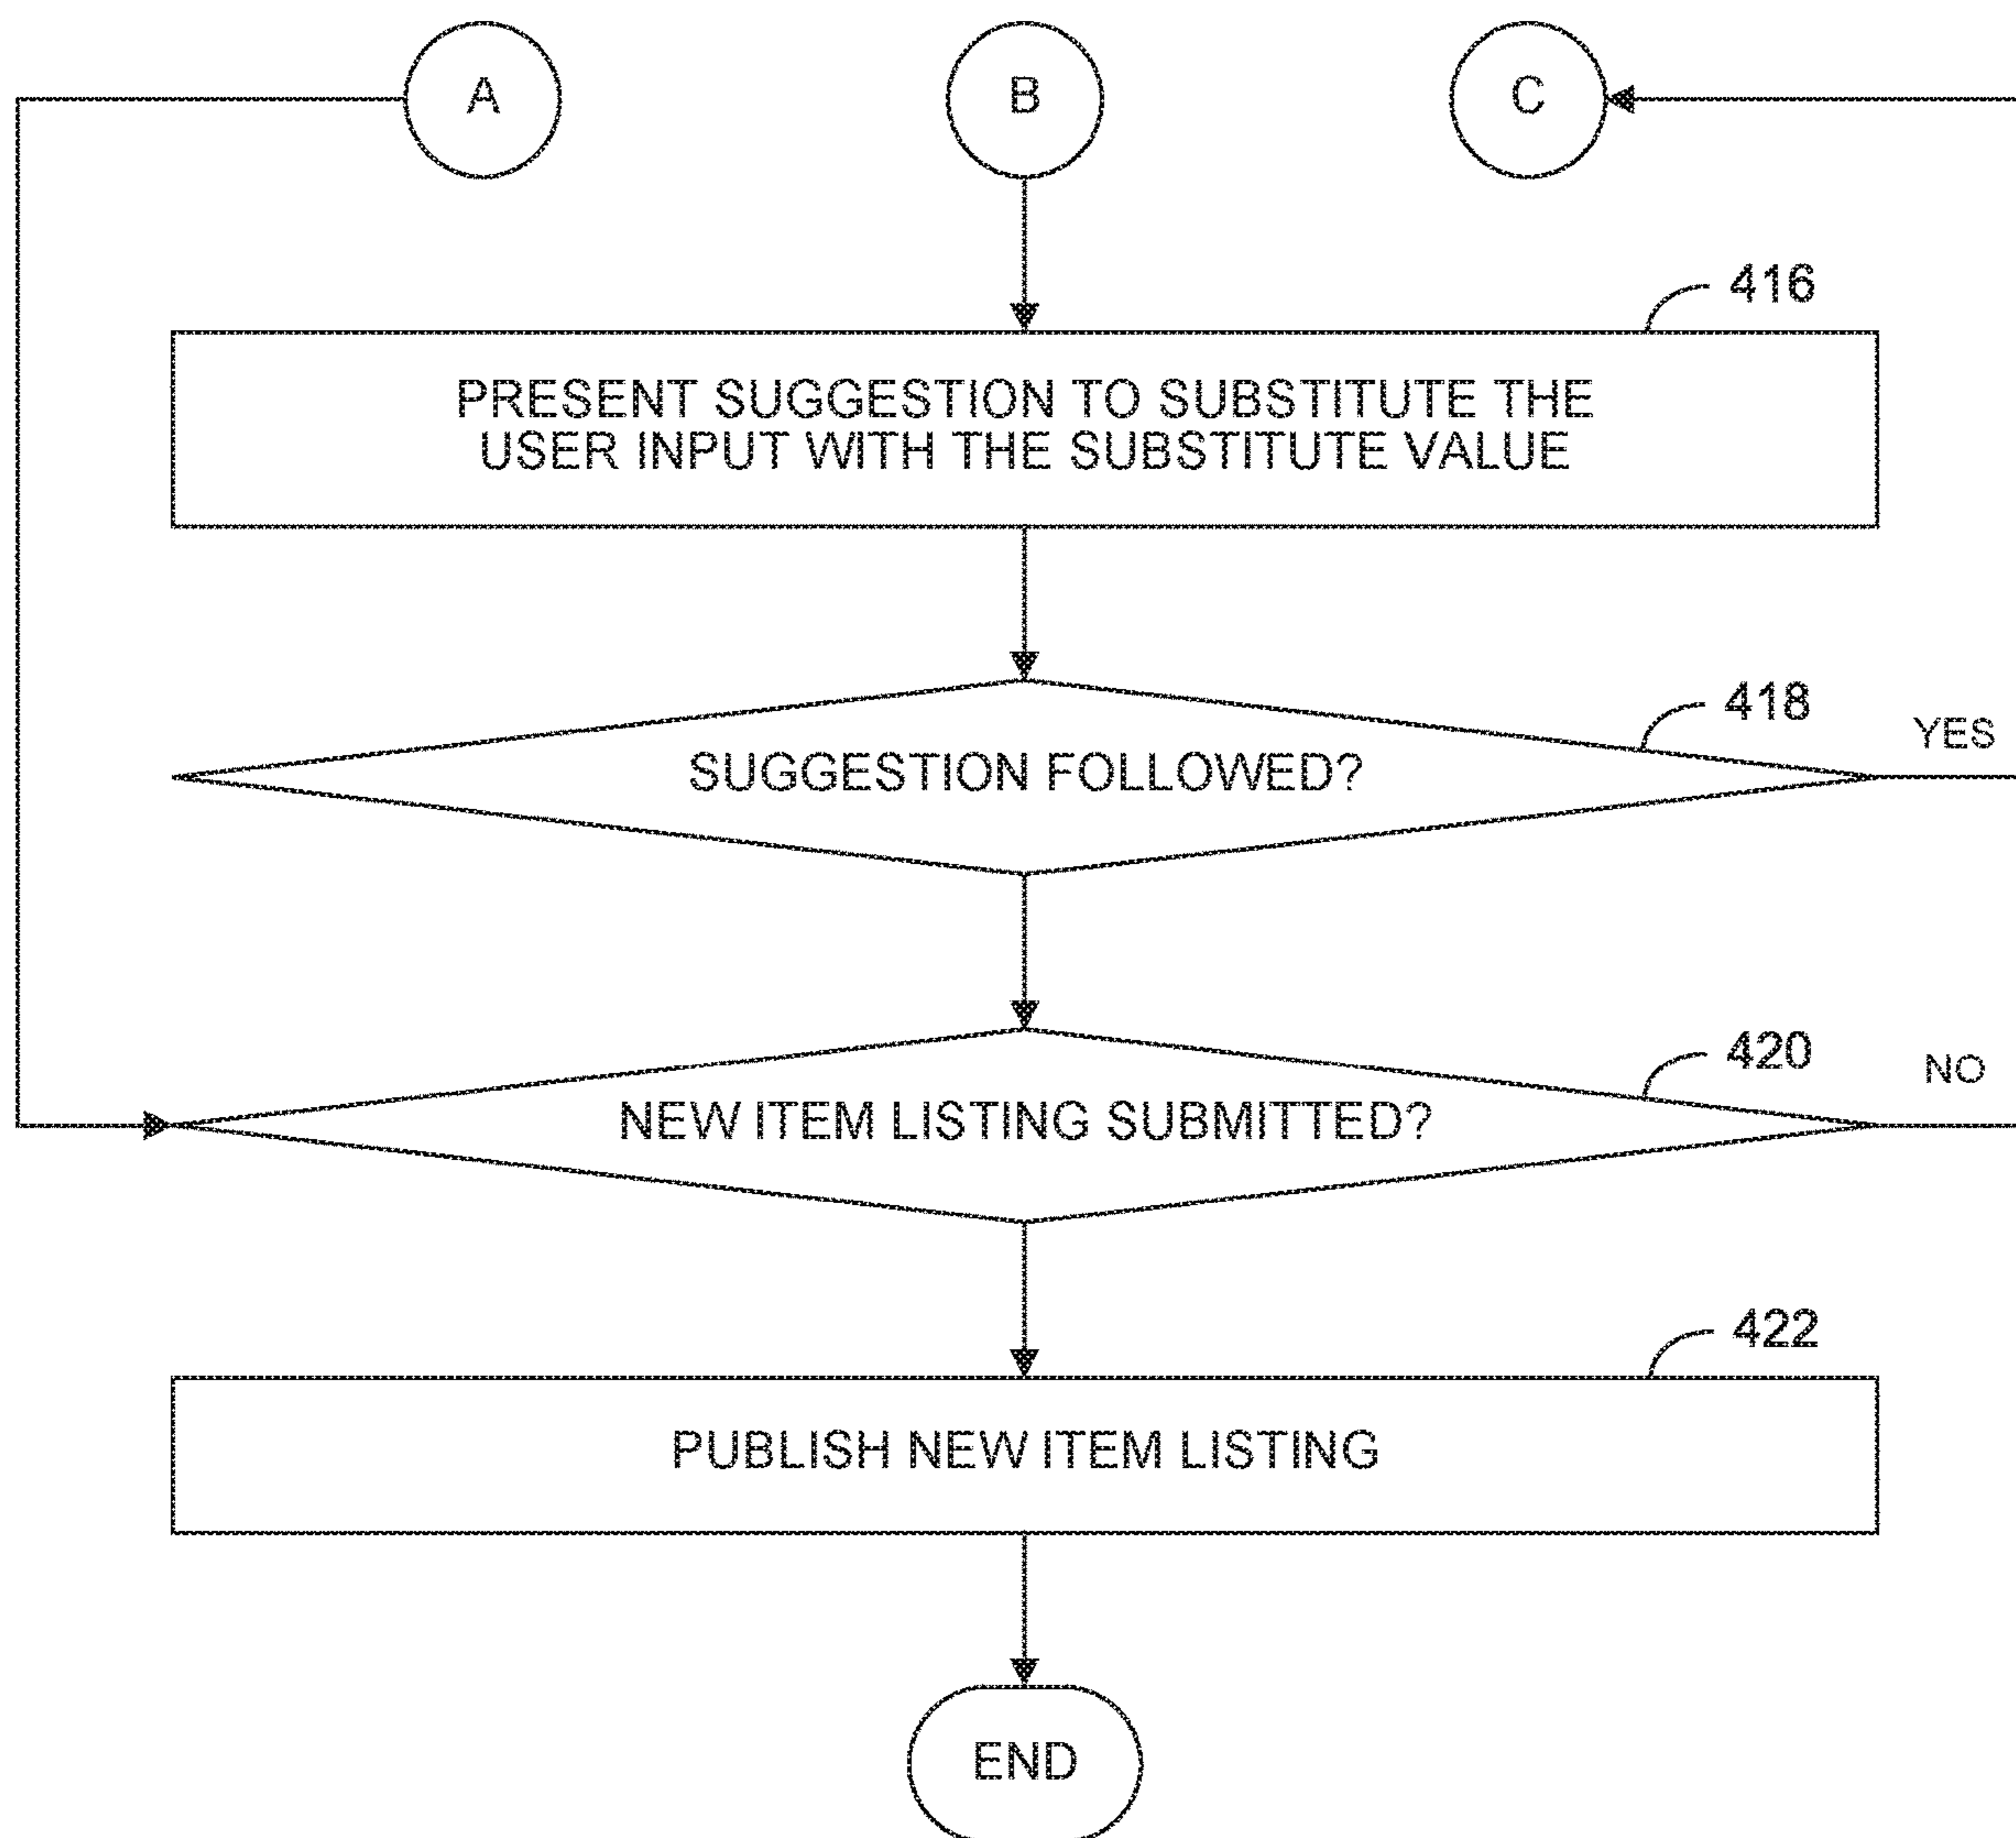 A
B
C
416
PRESENT SUGGESTION TO SUBSTITUTE THE
USER INPUT WITH THE SUBSTITUTE VALUE
418
YES
SUGGESTION FOLLOWED?
420
NO
NEW ITEM LISTING SUBMITTED?
422
PUBLISH NEW ITEM LISTING
END